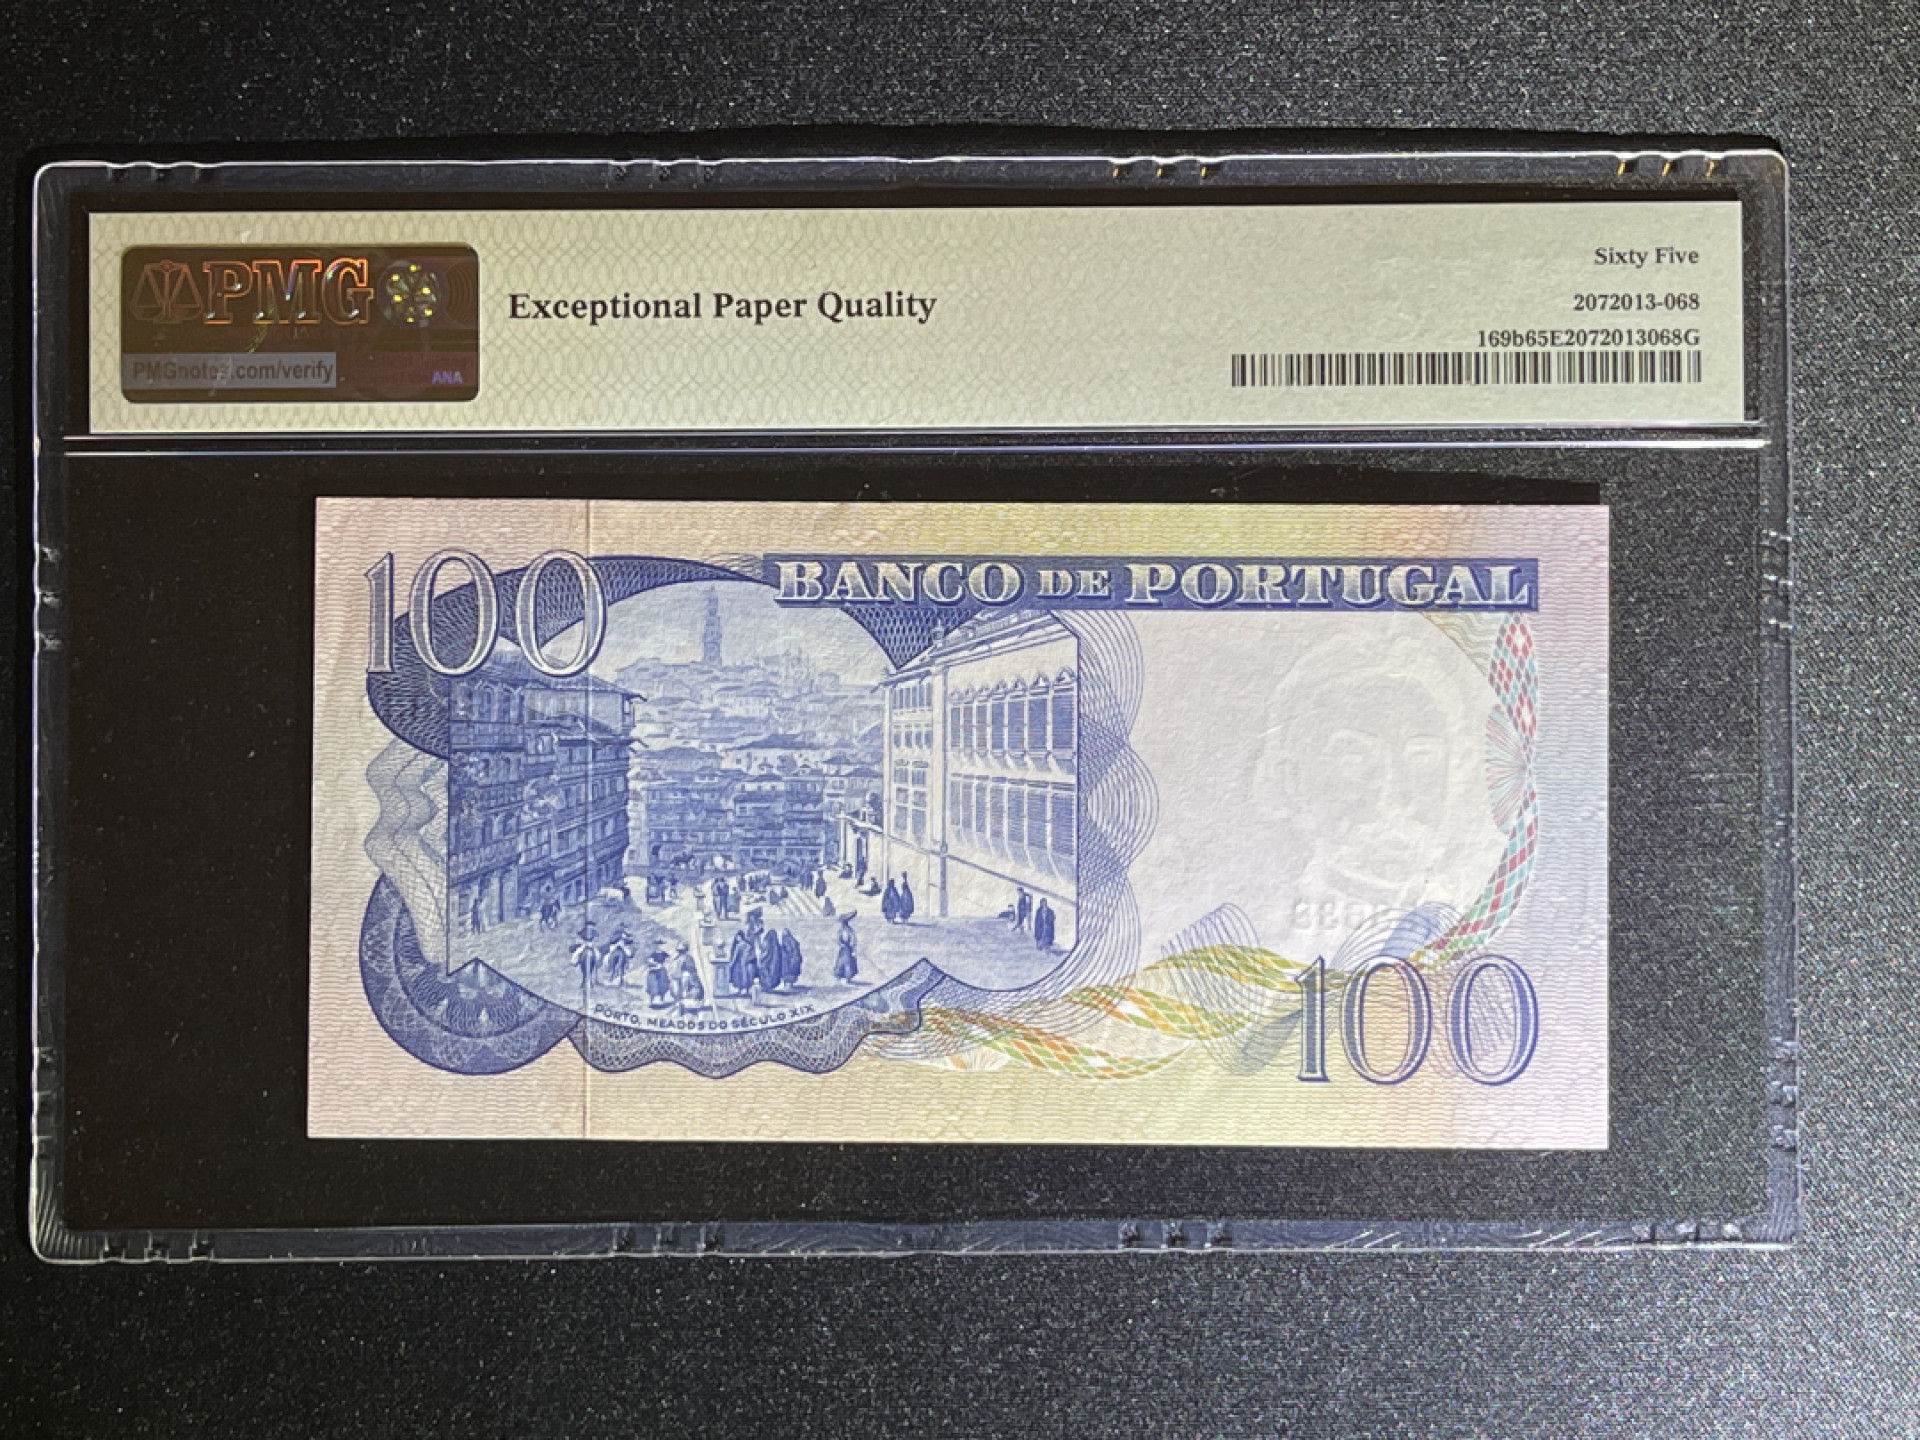 PMG
PMGnotes.com/verify
ANA
Exceptional Paper Quality
Sixty Five
2072013-068
169b65E2072013068G
100
BANCO DE PORTUGAL
PORTO, MEADOS DO SÉCULO XIX
100